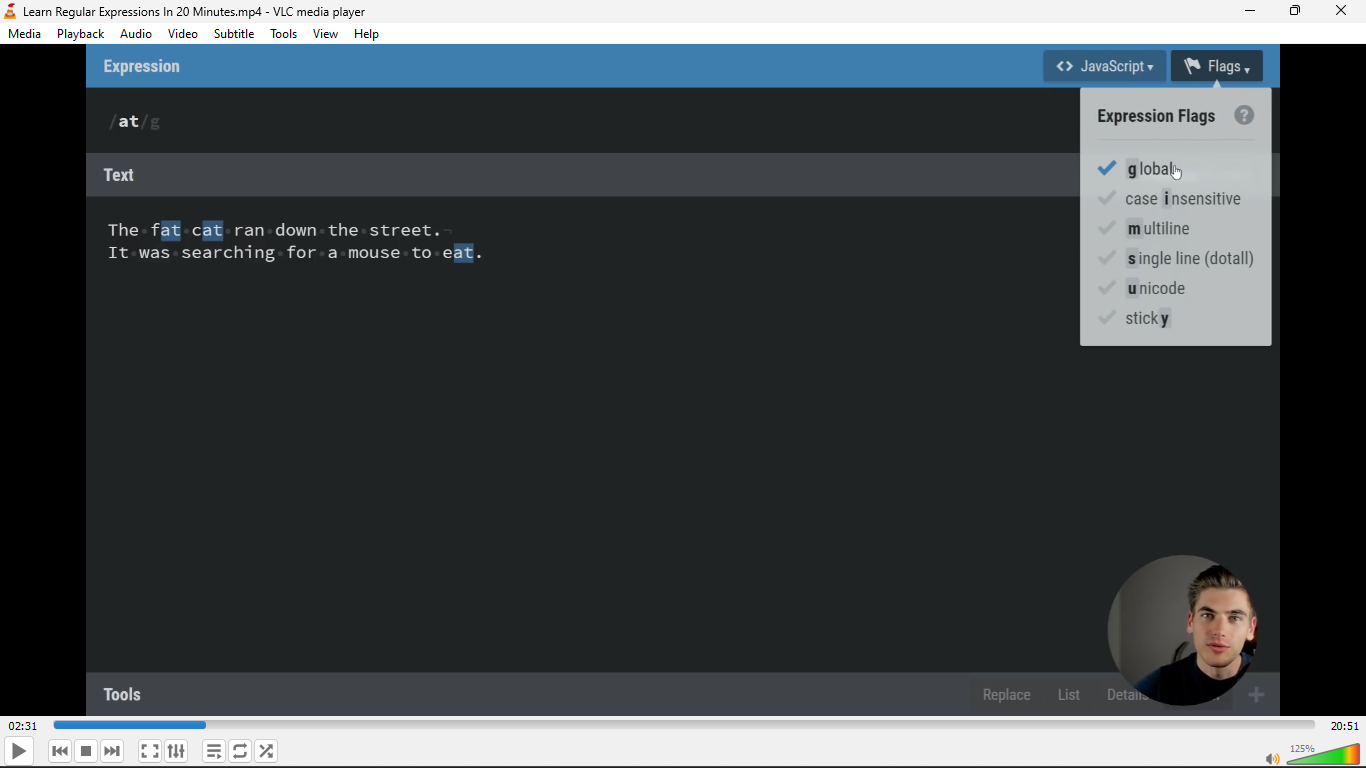 Learn Regular Expressions In 20 Minutes.mp4 - VLC media player
Media Playback Audio Video Subtitle Tools View Help
Expression
<> JavaScript ▾ Flags ▾
/at/g
Expression Flags ?
global
case insensitive
multiline
single line (dotall)
unicode
sticky
Text
The fat cat ran down the street.
It was searching for a mouse to eat.
Tools
Replace List Details +
02:31 20:51
125%